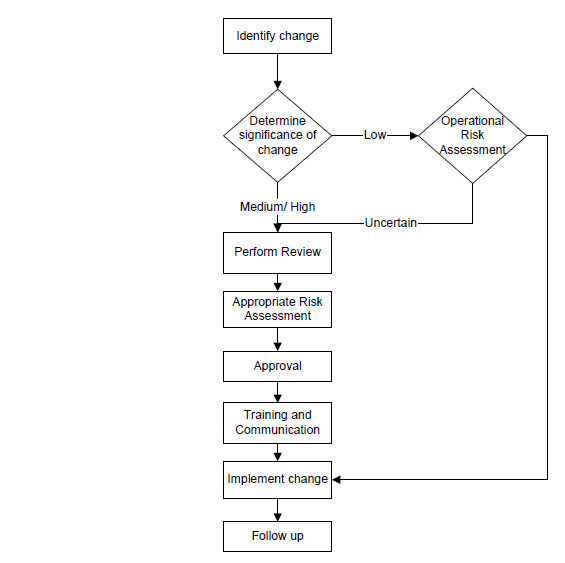 Identify change
Determine
significance of
change
Low
Operational
Risk
Assessment
Medium/ High
Uncertain
Perform Review
Appropriate Risk
Assessment
Approval
Training and
Communication
Implement change
Follow up